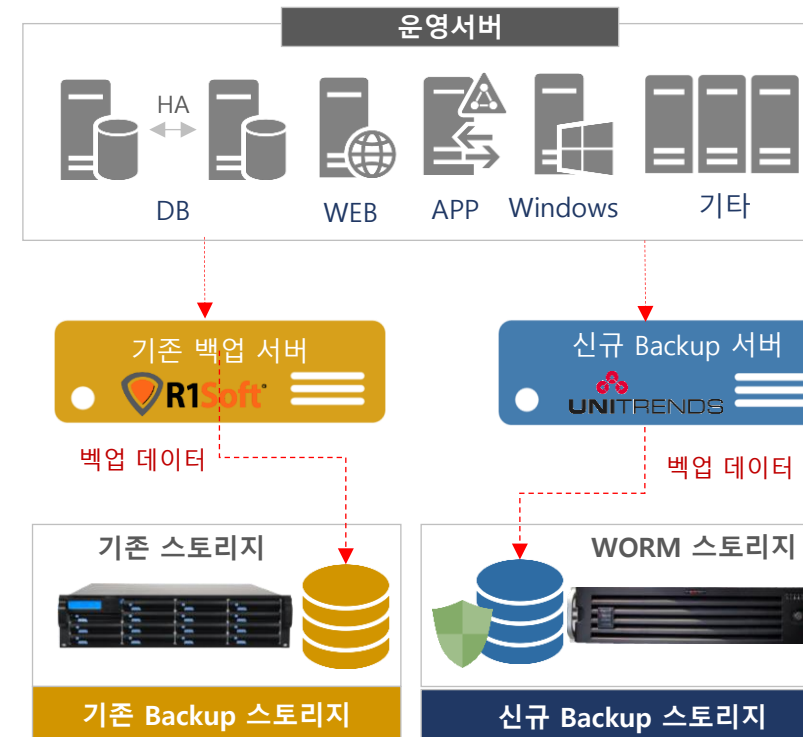 운영서버
HA
DB
WEB
APP
Windows
기타
기존 백업 서버
R1Soft
신규 Backup 서버
UNITRENDS
벡업 데이터
벡업 데이터
기존 스토리지
WORM 스토리지
기존 Backup 스토리지
신규 Backup 스토리지